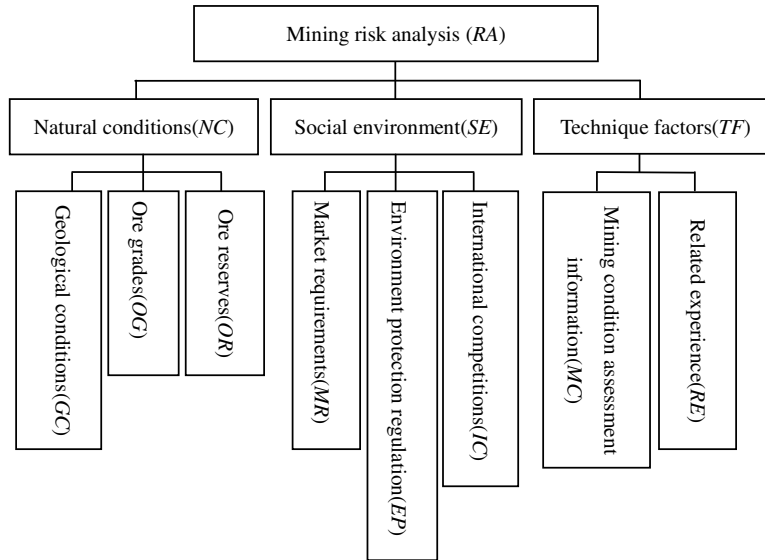 Mining risk analysis (RA)
Natural conditions(NC)
Social environment(SE)
Technique factors(TF)
Geological conditions(GC)
Ore grades(OG)
Ore reserves(OR)
Market requirements(MR)
Environment protection regulation(EP)
International competitions(IC)
Mining condition assessment
information(MC)
Related experience(RE)